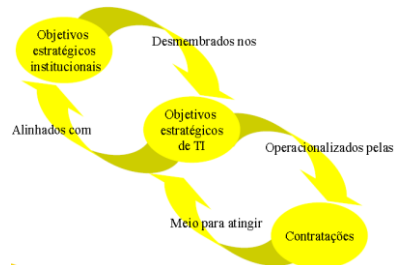 Objetivos
estratégicos
institucionais
Desmembrados nos
Alinhados com
Objetivos
estratégicos
de TI
Operacionalizados pelas
Meio para atingir
Contratações